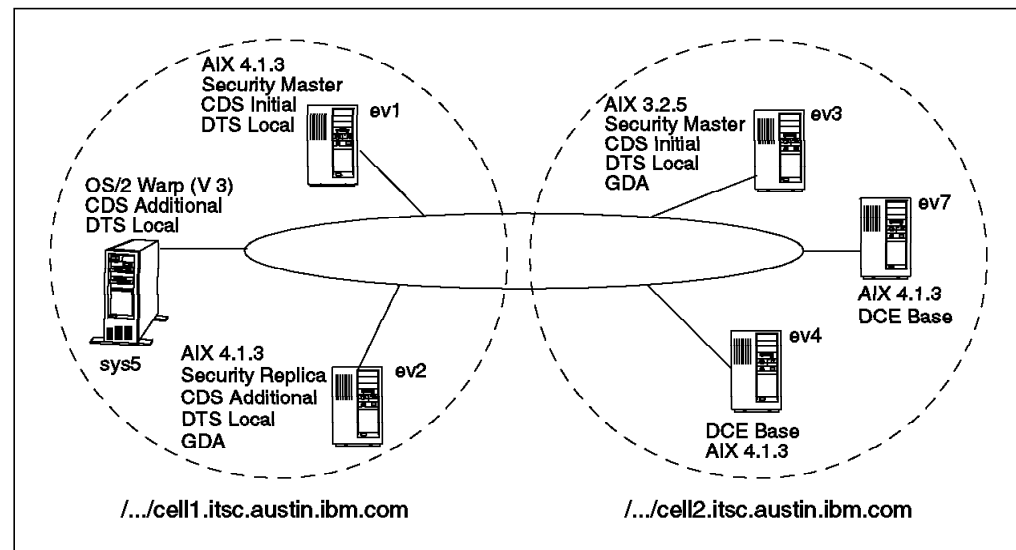 AIX 4.1.3
Security Master
CDS Initial
DTS Local
ev1
OS/2 Warp (V 3)
CDS Additional
DTS Local
sys5
AIX 4.1.3
Security Replica
CDS Additional
DTS Local
GDA
ev2
/.../cell1.itsc.austin.ibm.com
AIX 3.2.5
Security Master
CDS Initial
DTS Local
GDA
ev3
ev7
AIX 4.1.3
DCE Base
ev4
DCE Base
AIX 4.1.3
/.../cell2.itsc.austin.ibm.com